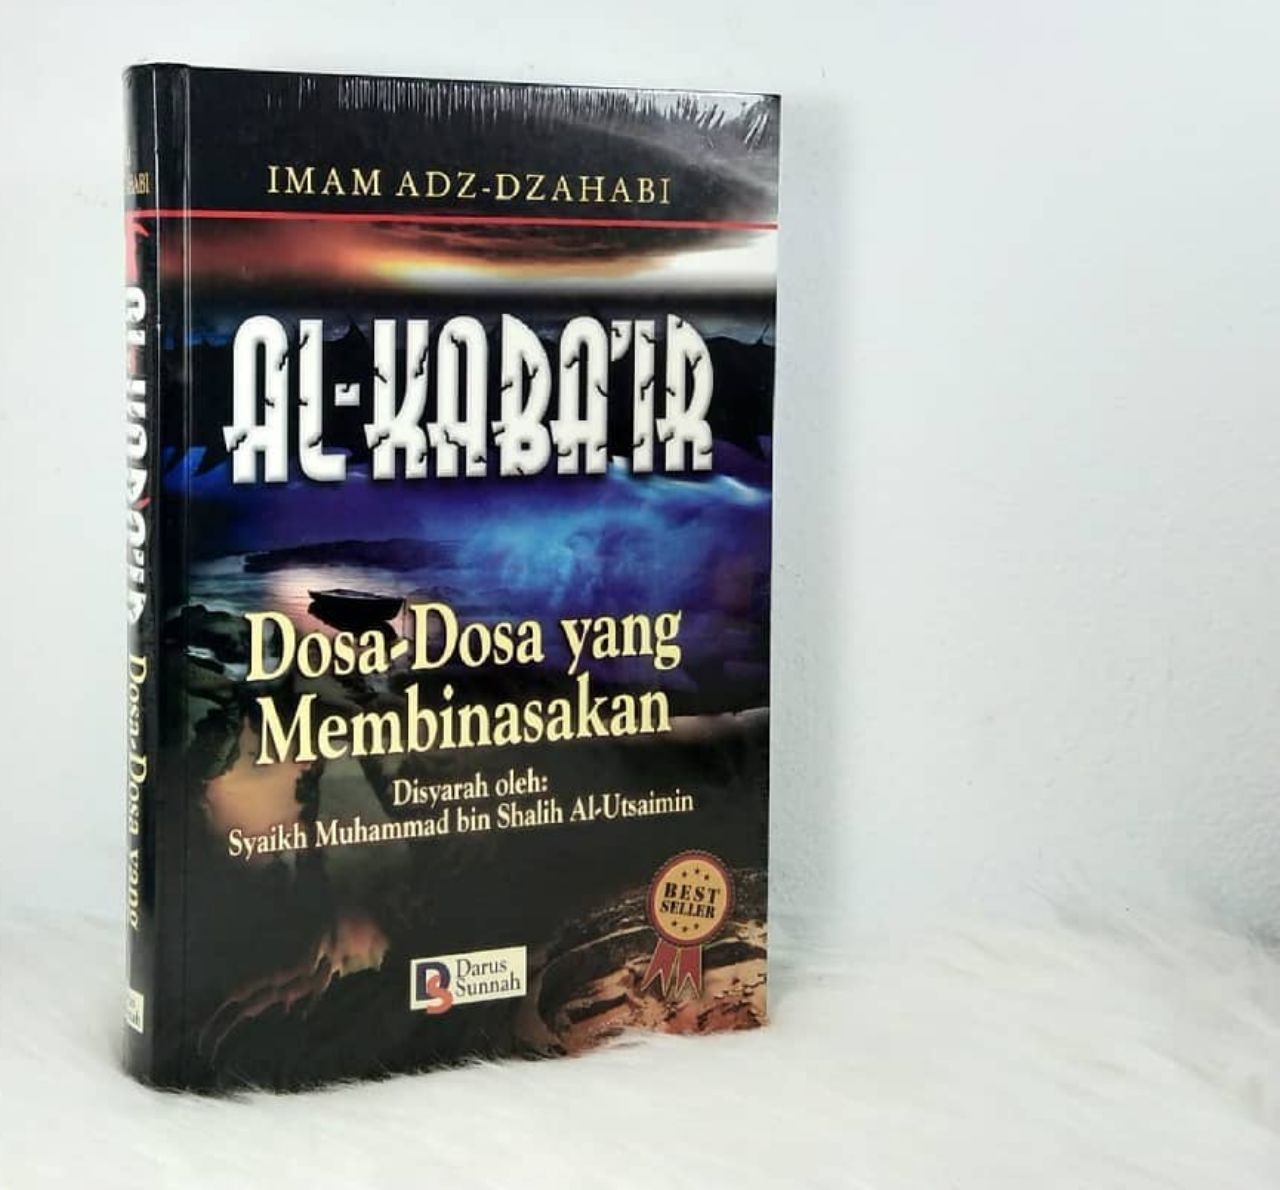 IMAM ADZ-DZAHABI
AL-KABA'IR
Dosa-Dosa yang
Membinasakan
Disyarah oleh:
Syaikh Muhammad bin Shalih Al-Utsaimin
BEST
SELLER
DS
Darus
Sunnah
AL-KABA'IR Dosa-Dosa yang